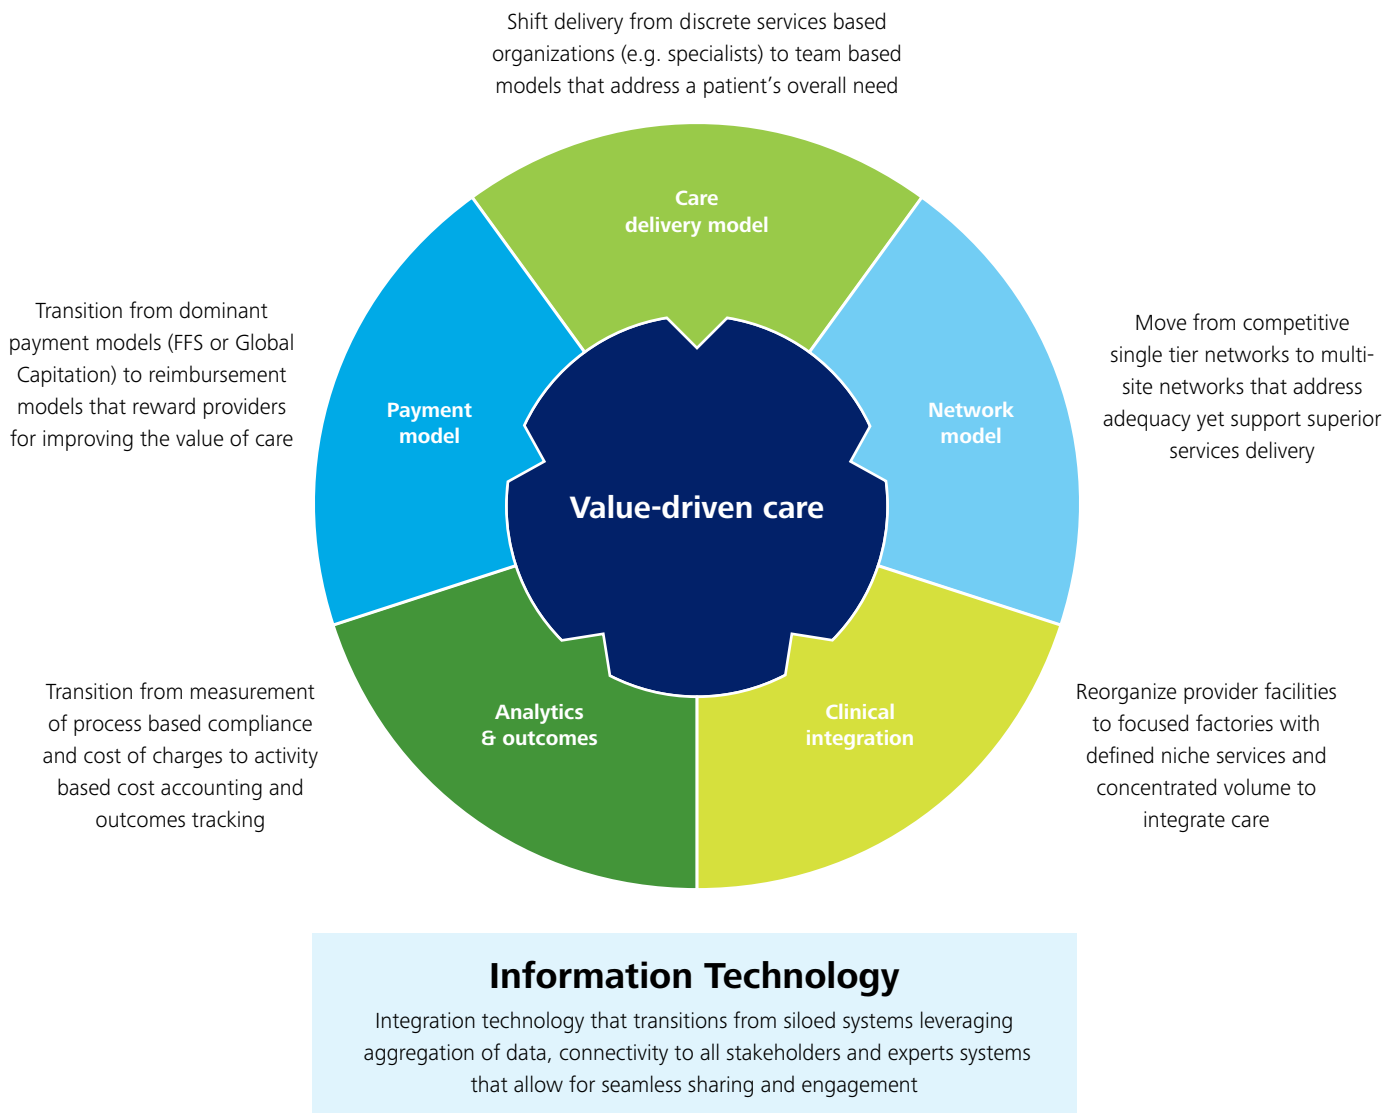 Shift delivery from discrete services based
organizations (e.g. specialists) to team based
models that address a patient’s overall need
Care
delivery model
Transition from dominant
payment models (FFS or Global
Capitation) to reimbursement
models that reward providers
for improving the value of care
Payment
model
Network
model
Move from competitive
single tier networks to multi-
site networks that address
adequacy yet support superior
services delivery
Value-driven care
Transition from measurement
of process based compliance
and cost of charges to activity
based cost accounting and
outcomes tracking
Analytics
& outcomes
Clinical
integration
Reorganize provider facilities
to focused factories with
defined niche services and
concentrated volume to
integrate care
Information Technology
Integration technology that transitions from siloed systems leveraging
aggregation of data, connectivity to all stakeholders and experts systems
that allow for seamless sharing and engagement